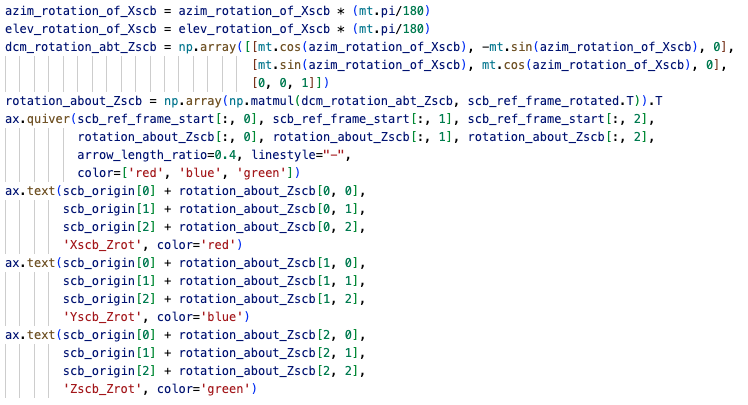 azim_rotation_of_Xscb = azim_rotation_of_Xscb * (mt.pi/180)
elev_rotation_of_Xscb = elev_rotation_of_Xscb * (mt.pi/180)
dcm_rotation_abt_Zscb = np.array([[mt.cos(azim_rotation_of_Xscb), -mt.sin(azim_rotation_of_Xscb), 0],
                                  [mt.sin(azim_rotation_of_Xscb), mt.cos(azim_rotation_of_Xscb), 0],
                                  [0, 0, 1]])
rotation_about_Zscb = np.array(np.matmul(dcm_rotation_abt_Zscb, scb_ref_frame_rotated.T)).T
ax.quiver(scb_ref_frame_start[:, 0], scb_ref_frame_start[:, 1], scb_ref_frame_start[:, 2],
          rotation_about_Zscb[:, 0], rotation_about_Zscb[:, 1], rotation_about_Zscb[:, 2],
          arrow_length_ratio=0.4, linestyle="-",
          color=['red', 'blue', 'green'])
ax.text(scb_origin[0] + rotation_about_Zscb[0, 0],
        scb_origin[1] + rotation_about_Zscb[0, 1],
        scb_origin[2] + rotation_about_Zscb[0, 2],
        'Xscb_Zrot', color='red')
ax.text(scb_origin[0] + rotation_about_Zscb[1, 0],
        scb_origin[1] + rotation_about_Zscb[1, 1],
        scb_origin[2] + rotation_about_Zscb[1, 2],
        'Yscb_Zrot', color='blue')
ax.text(scb_origin[0] + rotation_about_Zscb[2, 0],
        scb_origin[1] + rotation_about_Zscb[2, 1],
        scb_origin[2] + rotation_about_Zscb[2, 2],
        'Zscb_Zrot', color='green')